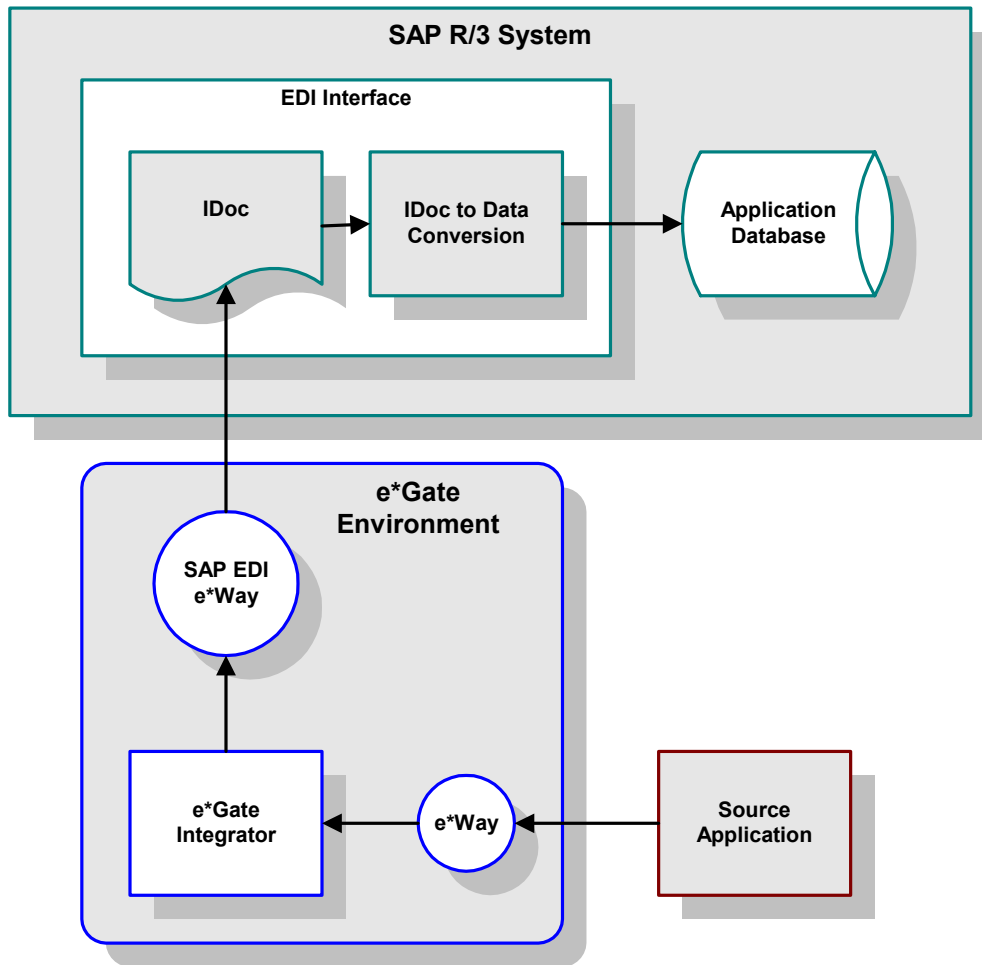 SAP R/3 System
EDI Interface
IDoc
IDoc to Data
Conversion
Application
Database
e*Gate
Environment
SAP EDI
e*Way
e*Gate
Integrator
e*Way
Source
Application